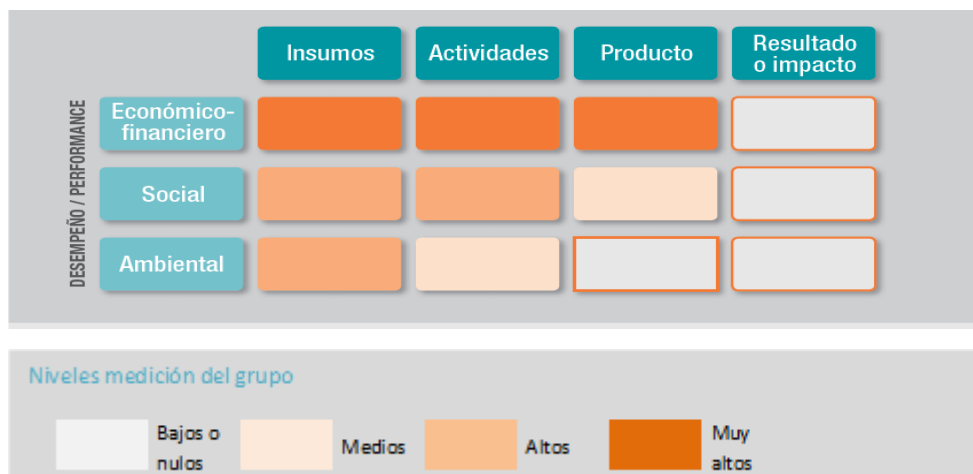 Insumos
Actividades
Producto
Resultado
o impacto
DESEMPEÑO / PERFORMANCE
Económico-
financiero
Social
Ambiental
Niveles medición del grupo
Bajos o
nulos
Medios
Altos
Muy
altos